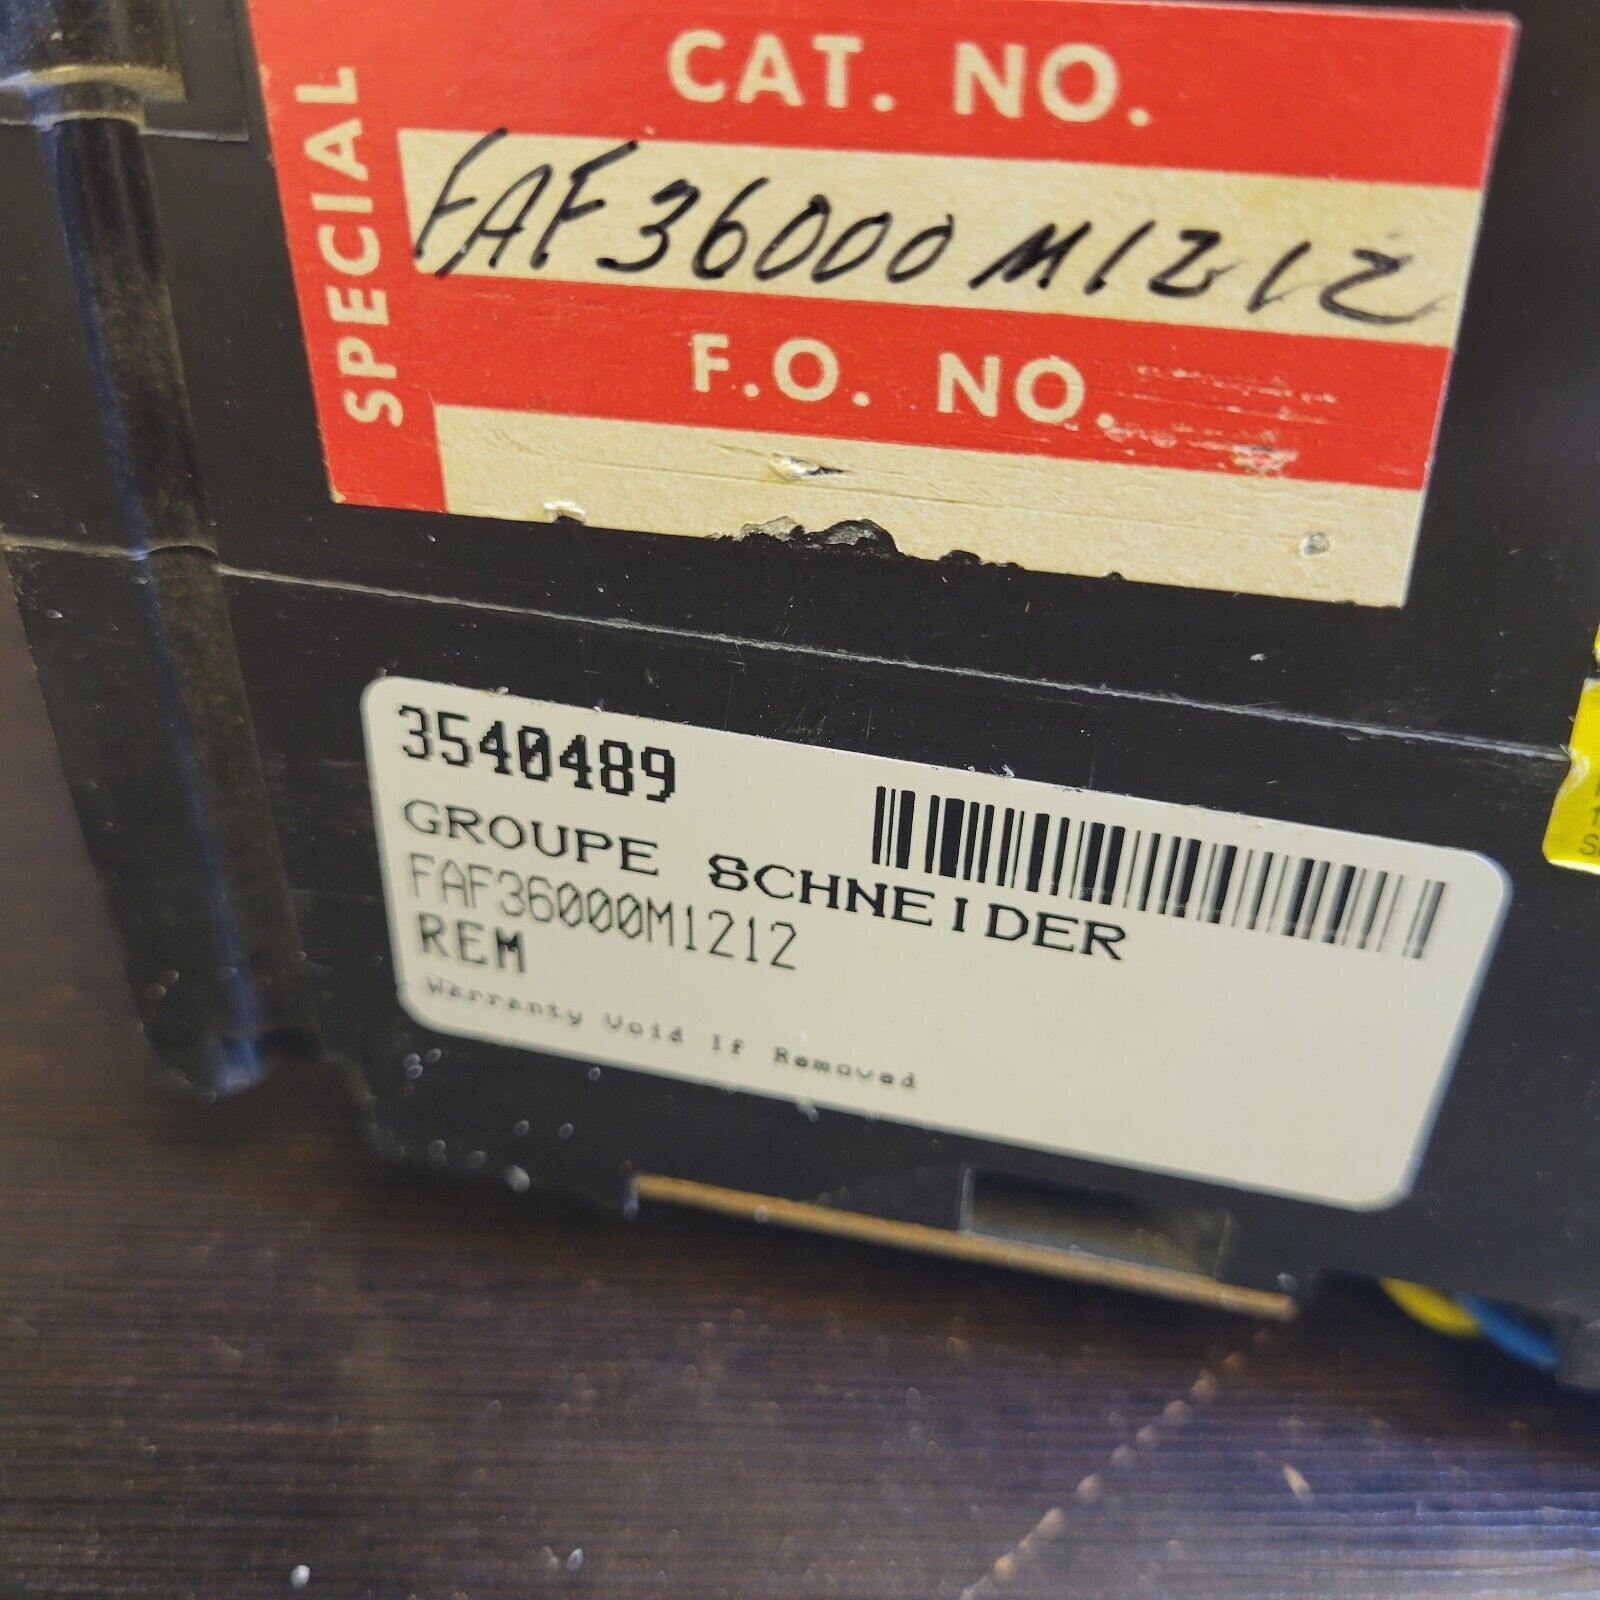 SPECIAL
CAT. NO.
FAF36000M1212
F.O. NO.
3540489
GROUPE SCHNEIDER
FAF36000M1212
REM
Warranty Void If Removed